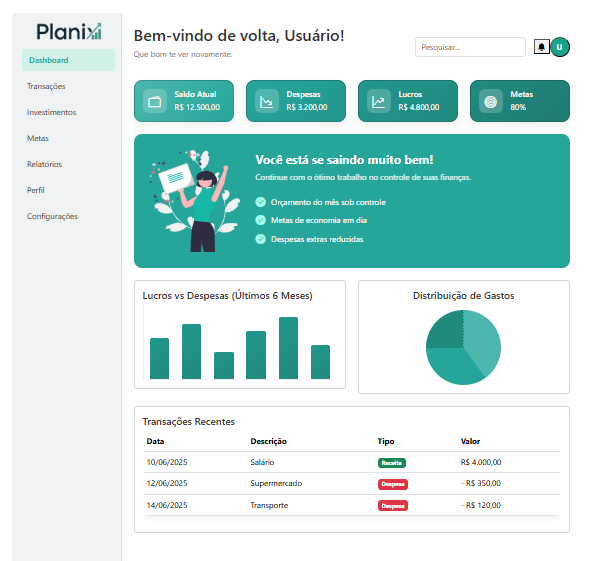 Planix
Dashboard
Transações
Investimentos
Metas
Relatórios
Perfil
Configurações
Bem-vindo de volta, Usuário!
Que bom te ver novamente.
Pesquisar...
U
Saldo Atual
R$ 12.500,00
Despesas
R$ 3.200,00
Lucros
R$ 4.800,00
Metas
80%
Você está se saindo muito bem!
Continue com o ótimo trabalho no controle de suas finanças.
Orçamento do mês sob controle
Metas de economia em dia
Despesas extras reduzidas
Lucros vs Despesas (Últimos 6 Meses)
Distribuição de Gastos
Transações Recentes
Data Descrição Tipo Valor
10/06/2025 Salário Receita R$ 4.000,00
12/06/2025 Supermercado Despesa - R$ 350,00
14/06/2025 Transporte Despesa - R$ 120,00